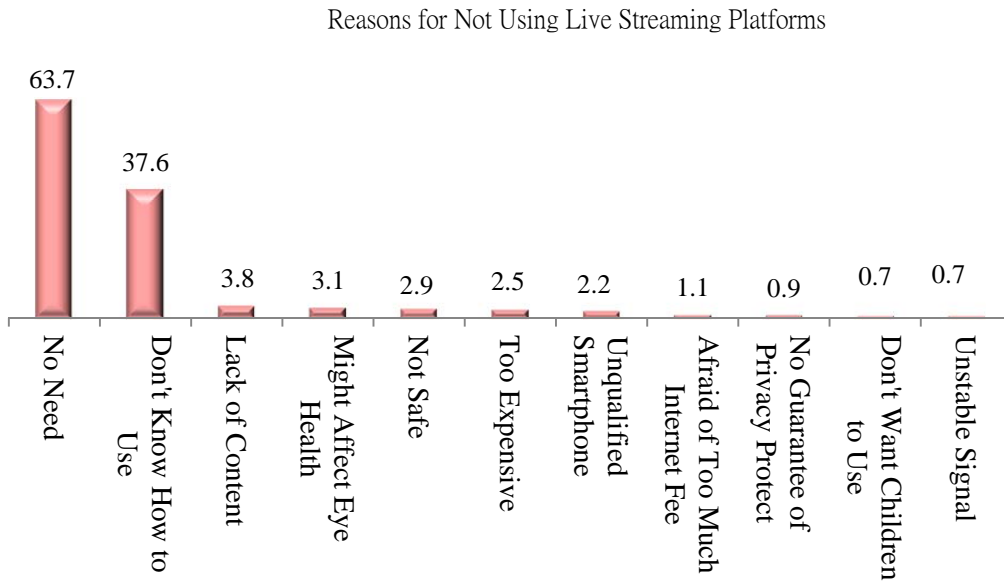 Reasons for Not Using Live Streaming Platforms
63.7
37.6
3.8
3.1
2.9
2.5
2.2
1.1
0.9
0.7
0.7
No Need
Don't Know How to
Use
Lack of Content
Might Affect Eye
Health
Not Safe
Too Expensive
Unqualified
Smartphone
Afraid of Too Much
Internet Fee
No Guarantee of
Privacy Protect
Don't Want Children
to Use
Unstable Signal